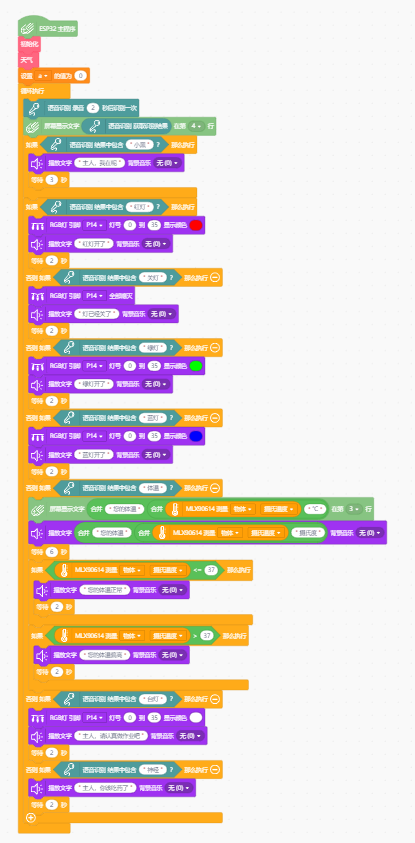 ESP32 主程序
初始化
天气
设置 a 的值为 0
循环执行
语音识别 录音 2 秒后识别一次
屏幕显示文字 语音识别 获取识别结果 在第 4 行
如果 语音识别 结果中包含 "小莫" ? 那么执行
播放文字 "主人，我在呢" 背景音乐 无(0)
等待 3 秒
如果 语音识别 结果中包含 "红灯" ? 那么执行
RGB灯 引脚 P14 灯号 0 到 35 显示颜色
播放文字 "红灯开了" 背景音乐 无(0)
等待 2 秒
否则 如果 语音识别 结果中包含 "关灯" ? 那么执行
RGB灯 引脚 P14 全部熄灭
播放文字 "灯已经关了" 背景音乐 无(0)
等待 2 秒
否则 如果 语音识别 结果中包含 "绿灯" ? 那么执行
RGB灯 引脚 P14 灯号 0 到 35 显示颜色
播放文字 "绿灯开了" 背景音乐 无(0)
等待 2 秒
否则 如果 语音识别 结果中包含 "蓝灯" ? 那么执行
RGB灯 引脚 P14 灯号 0 到 35 显示颜色
播放文字 "蓝灯开了" 背景音乐 无(0)
等待 2 秒
否则 如果 语音识别 结果中包含 "体温" ? 那么执行
屏幕显示文字 合并 "您的体温" 合并 MLX90614 测量 物体 摄氏温度 "℃" 在第 3 行
播放文字 合并 "您的体温" 合并 MLX90614 测量 物体 摄氏温度 "摄氏度" 背景音乐 无(0)
等待 6 秒
如果 MLX90614 测量 物体 摄氏温度 <= 37 那么执行
播放文字 "您的体温正常" 背景音乐 无(0)
等待 2 秒
如果 MLX90614 测量 物体 摄氏温度 > 37 那么执行
播放文字 "您的体温偏高" 背景音乐 无(0)
等待 2 秒
否则 如果 语音识别 结果中包含 "台灯" ? 那么执行
RGB灯 引脚 P14 灯号 0 到 35 显示颜色
播放文字 "主人，请认真做作业吧" 背景音乐 无(0)
等待 2 秒
否则 如果 语音识别 结果中包含 "神经" ? 那么执行
播放文字 "主人，你该吃药了" 背景音乐 无(0)
等待 2 秒